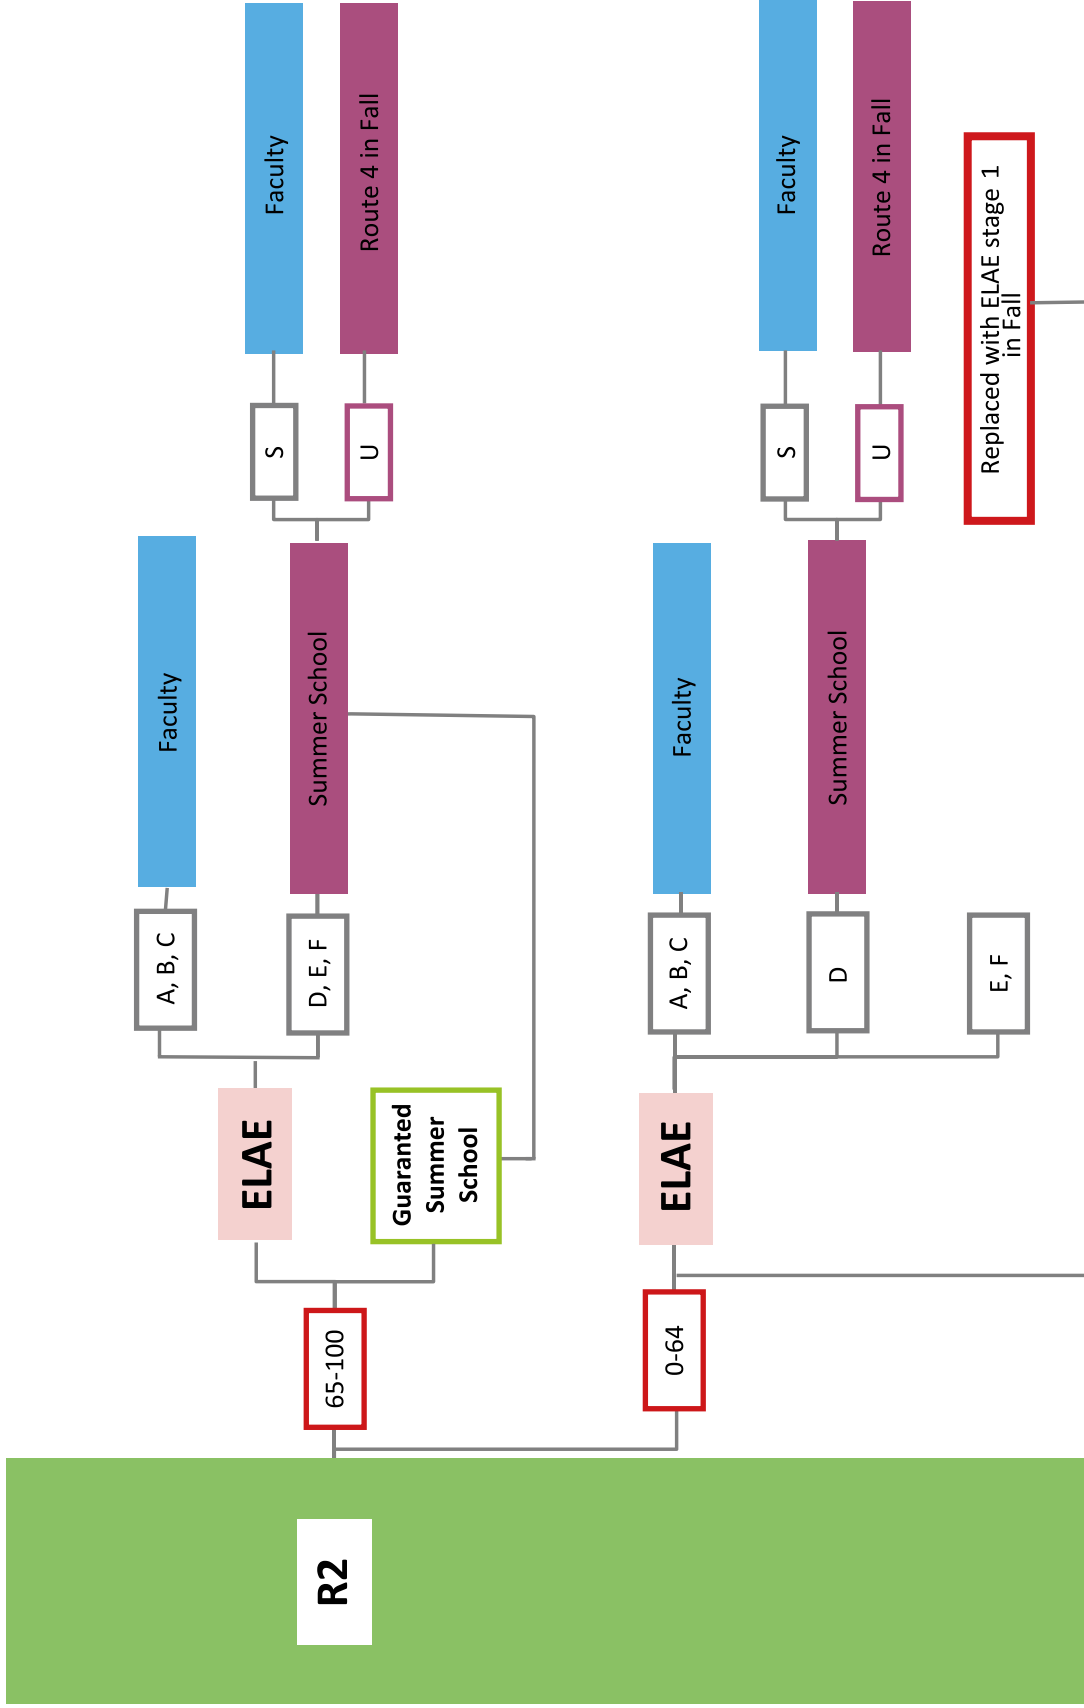 R2
65-100
ELAE
A, B, C
Faculty
D, E, F
Summer School
S
Faculty
U
Route 4 in Fall
Guaranted
Summer
School
0-64
ELAE
A, B, C
Faculty
D
Summer School
S
Faculty
U
Route 4 in Fall
E, F
Replaced with ELAE stage 1
in Fall